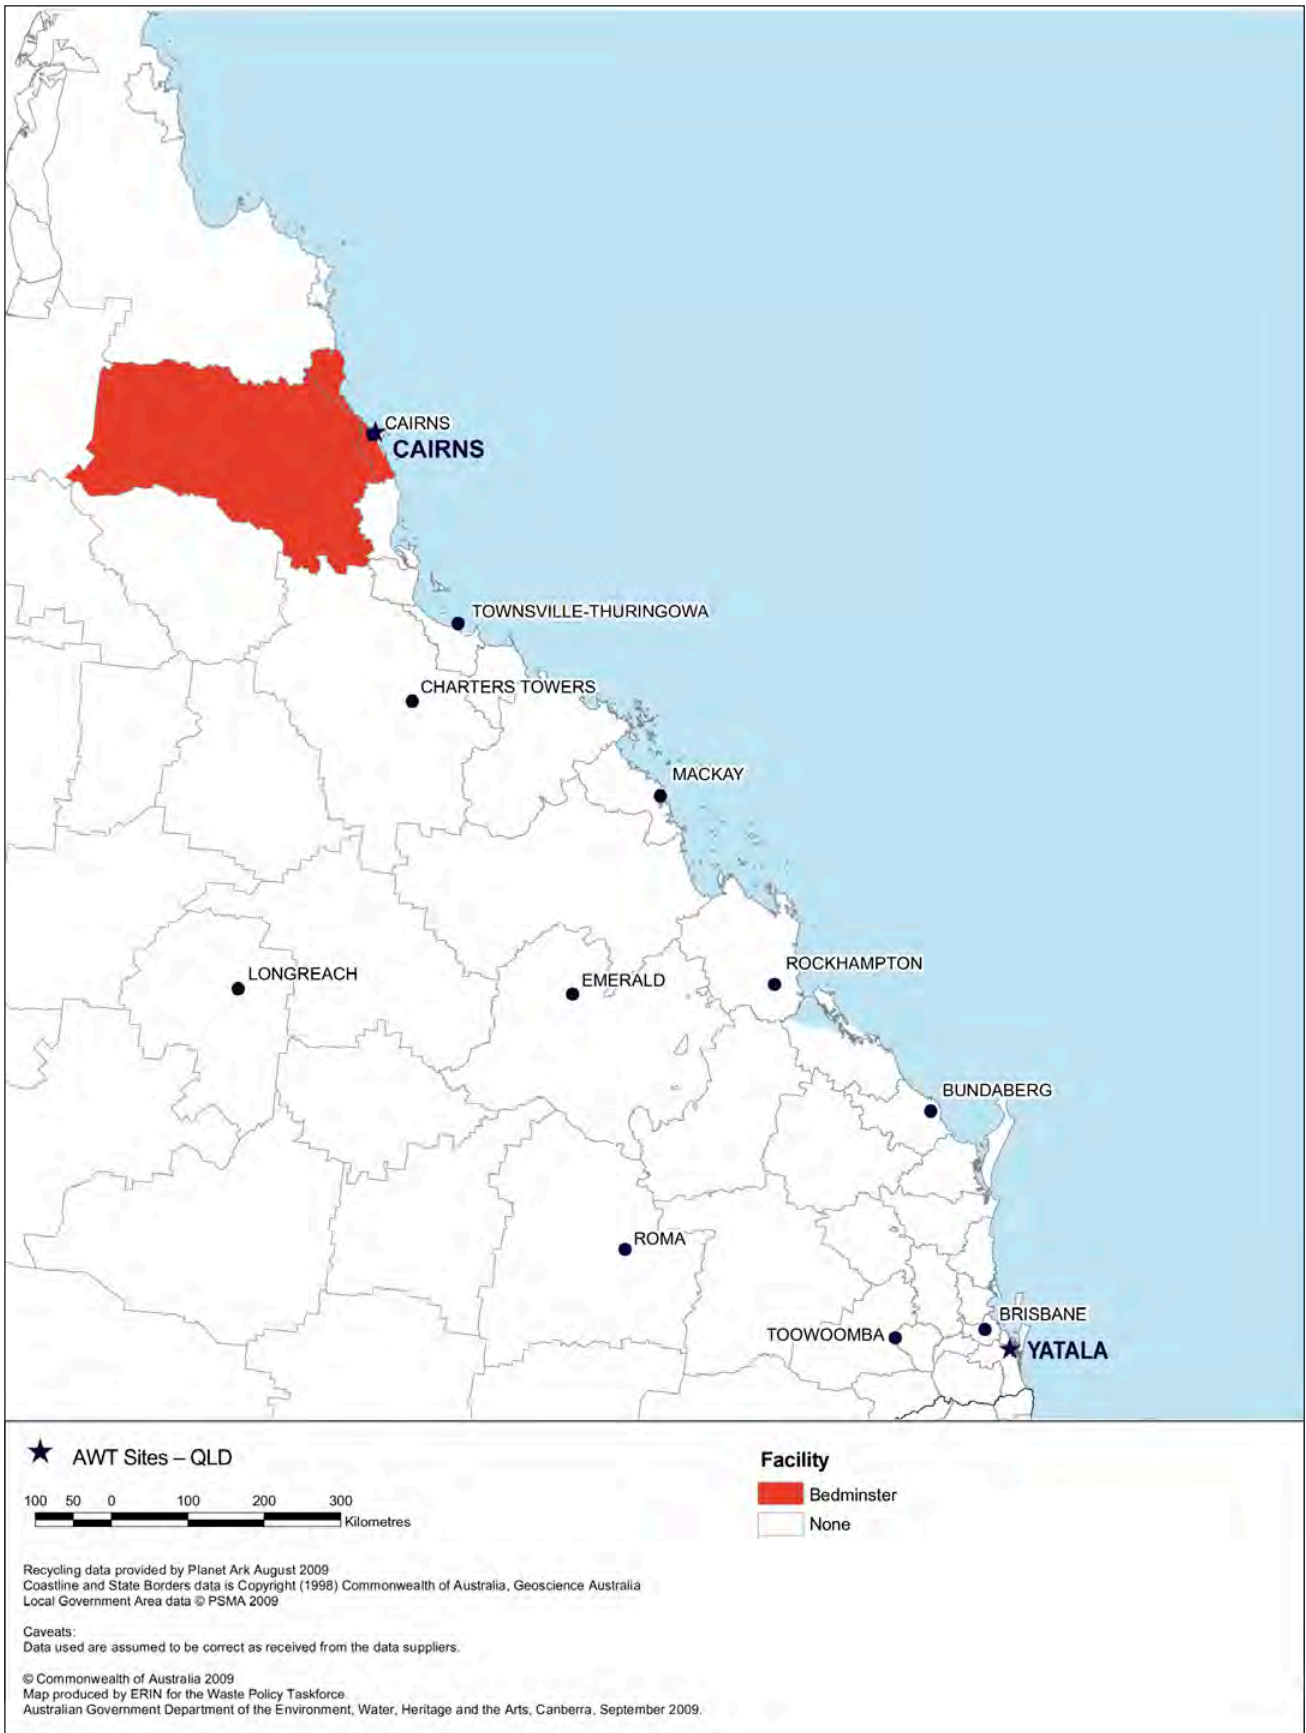 CAIRNS
CAIRNS
TOWNSVILLE-THURINGOWA
CHARTERS TOWERS
MACKAY
LONGREACH
EMERALD
ROCKHAMPTON
BUNDABERG
ROMA
BRISBANE
TOOWOOMBA
YATALA
AWT Sites – QLD
100 50 0 100 200 300
Kilometres
Facility
Bedminster
None
Recycling data provided by Planet Ark August 2009
Coastline and State Borders data is Copyright (1998) Commonwealth of Australia, Geoscience Australia
Local Government Area data © PSMA 2009
Caveats:
Data used are assumed to be correct as received from the data suppliers.
© Commonwealth of Australia 2009
Map produced by ERIN for the Waste Policy Taskforce
Australian Government Department of the Environment, Water, Heritage and the Arts, Canberra, September 2009.